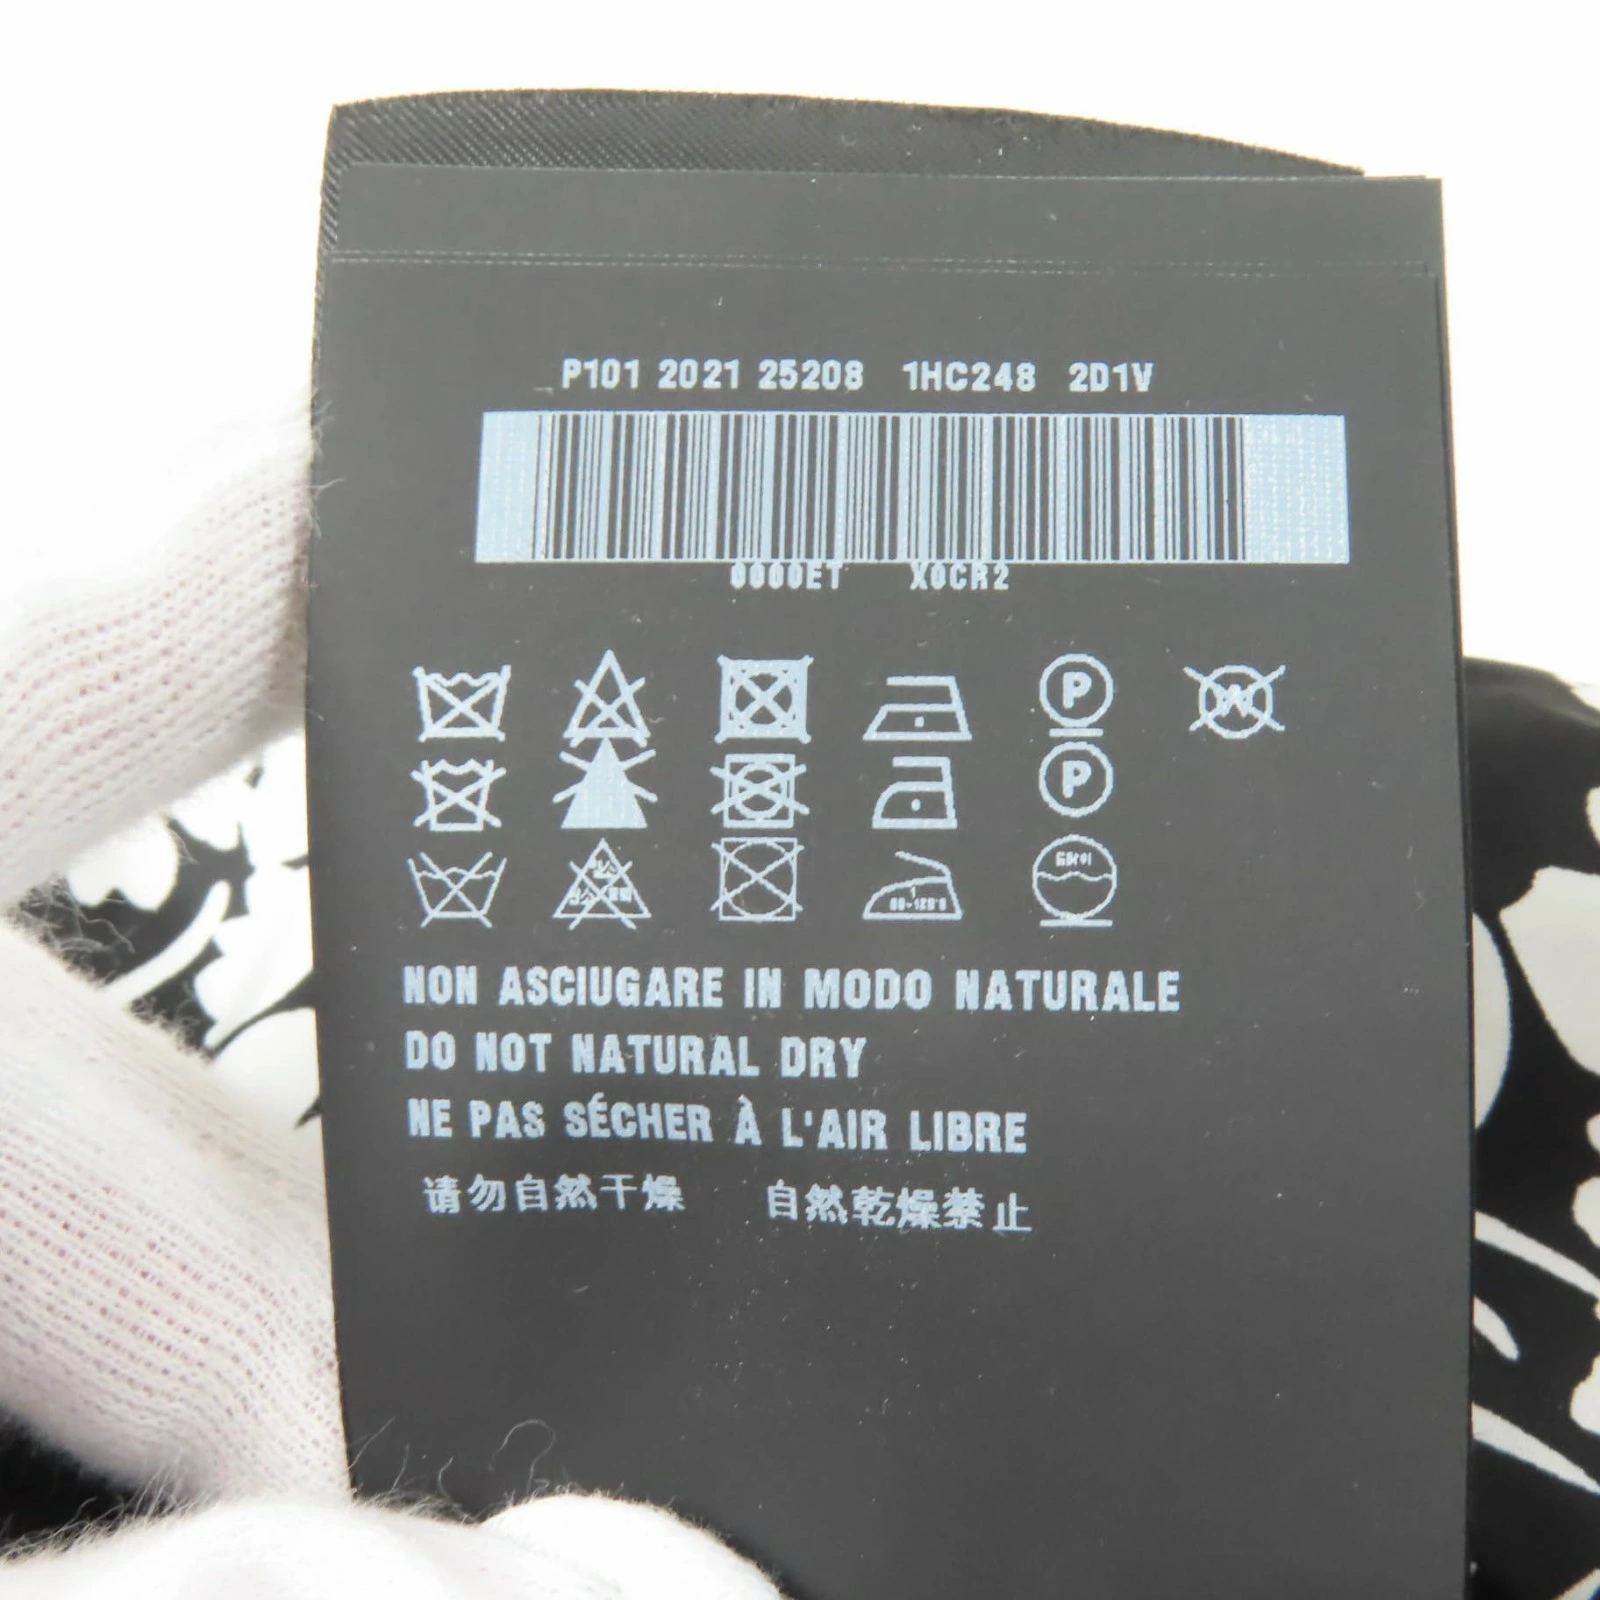 P101 2021 25208 1HC248 2D1V
0000ET X0CR2
P W
P
NON ASCIUGARE IN MODO NATURALE
DO NOT NATURAL DRY
NE PAS SÉCHER À L'AIR LIBRE
请勿自然干燥 自然乾燥禁止